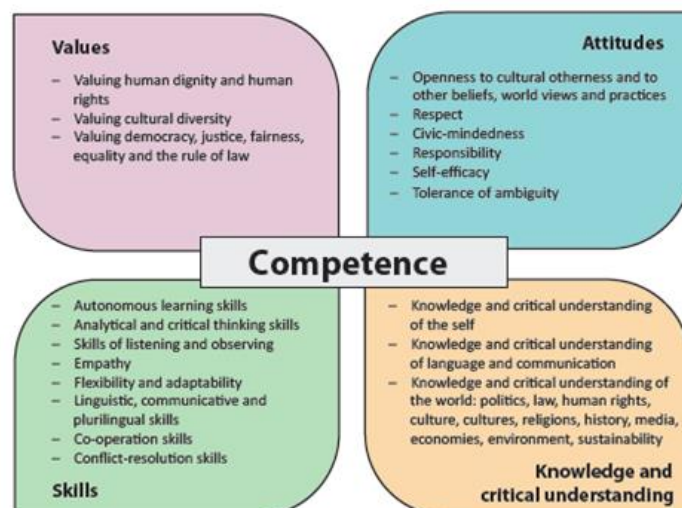 Values
– Valuing human dignity and human
rights
– Valuing cultural diversity
– Valuing democracy, justice, fairness,
equality and the rule of law
Attitudes
– Openness to cultural otherness and to
other beliefs, world views and practices
– Respect
– Civic-mindedness
– Responsibility
– Self-efficacy
– Tolerance of ambiguity
Competence
– Autonomous learning skills
– Analytical and critical thinking skills
– Skills of listening and observing
– Empathy
– Flexibility and adaptability
– Linguistic, communicative and
plurilingual skills
– Co-operation skills
– Conflict-resolution skills
Skills
– Knowledge and critical understanding
of the self
– Knowledge and critical understanding
of language and communication
– Knowledge and critical understanding of
the world: politics, law, human rights,
culture, cultures, religions, history, media,
economies, environment, sustainability
Knowledge and
critical understanding